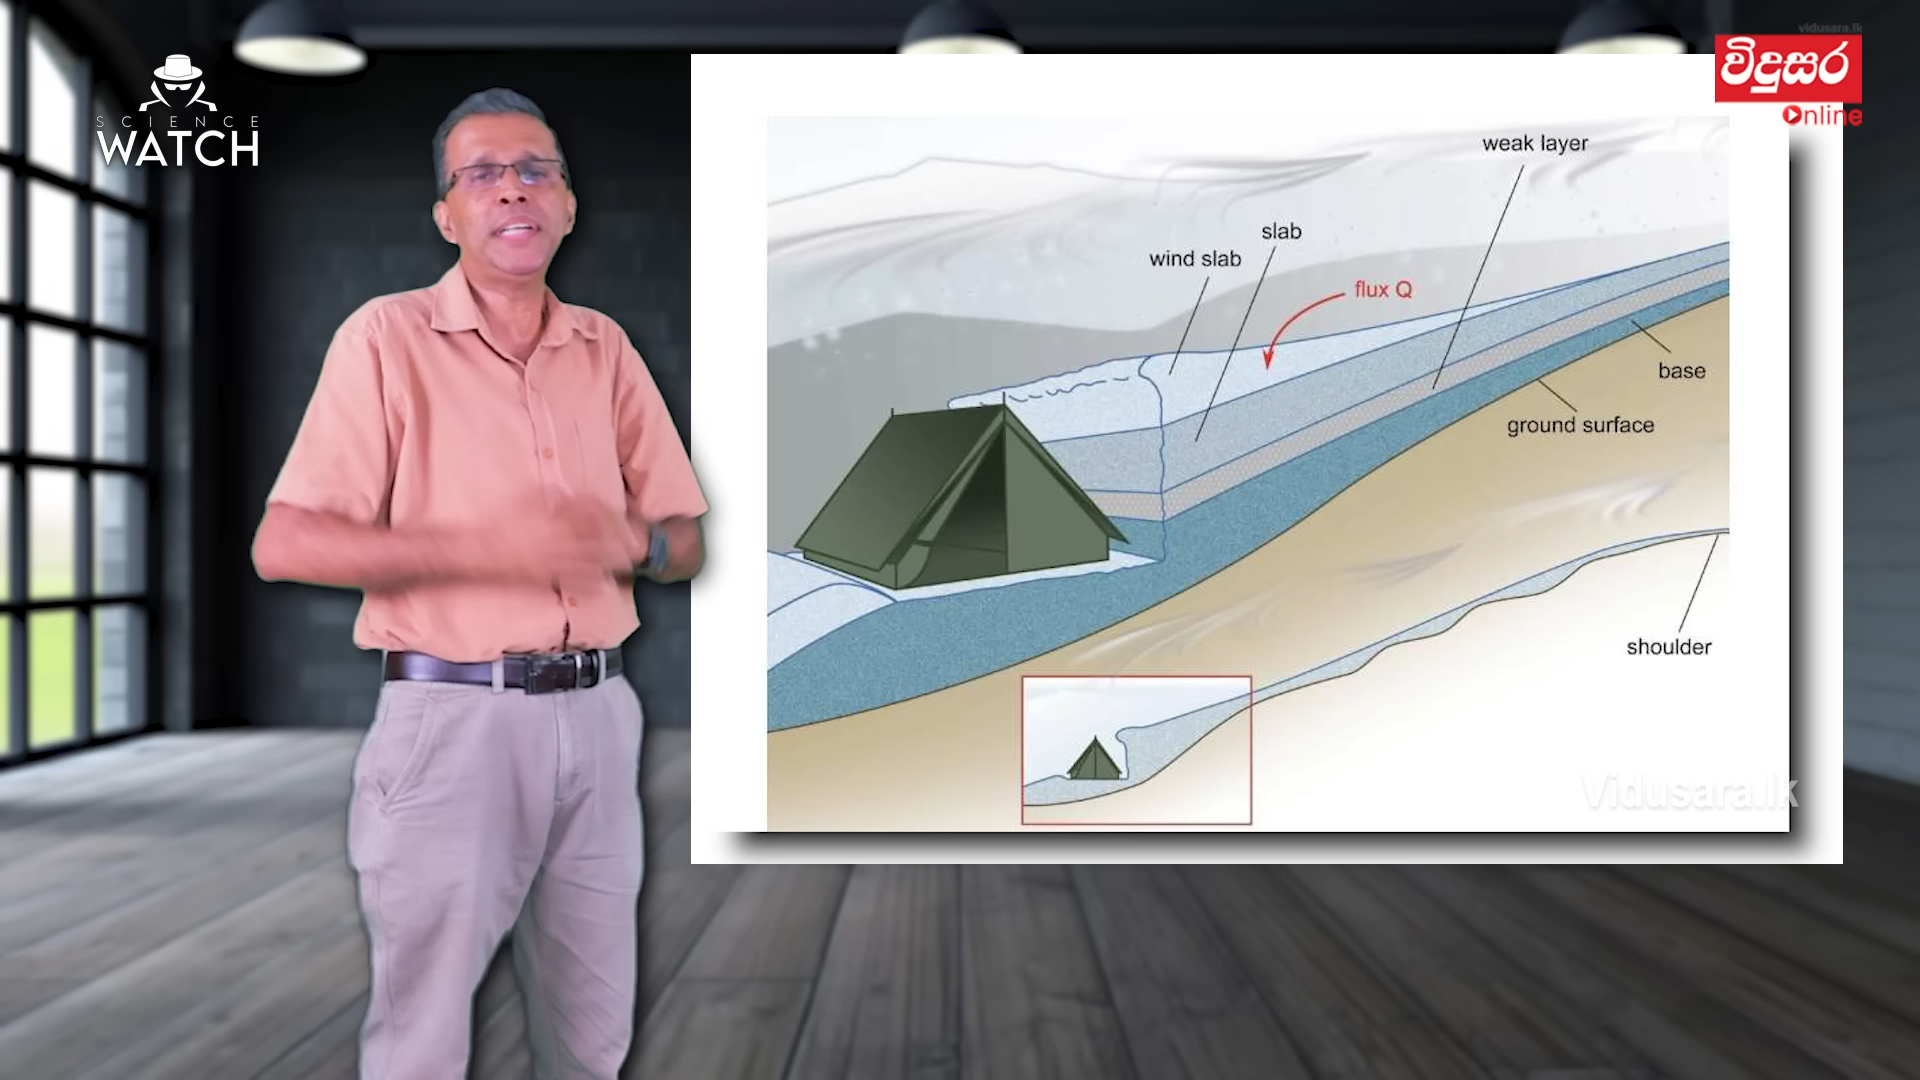 SCIENCE
WATCH
vidusara.lk
විදුසර
Online
weak layer
slab
wind slab
flux Q
base
ground surface
shoulder
Vidusara.lk